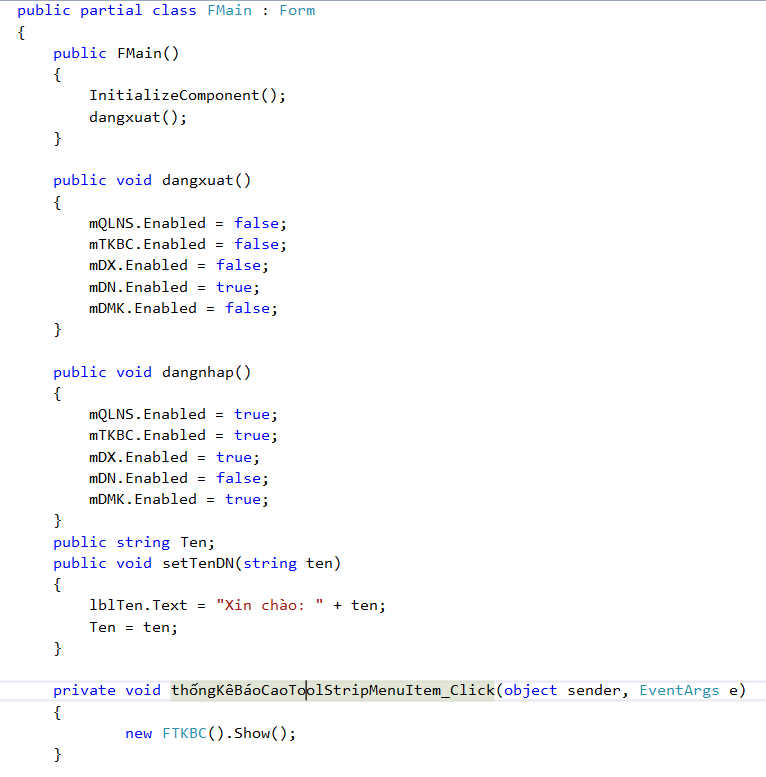 public partial class FMain : Form
{
    public FMain()
    {
        InitializeComponent();
        dangxuat();
    }

    public void dangxuat()
    {
        mQLNS.Enabled = false;
        mTKBC.Enabled = false;
        mDX.Enabled = false;
        mDN.Enabled = true;
        mDMK.Enabled = false;
    }

    public void dangnhap()
    {
        mQLNS.Enabled = true;
        mTKBC.Enabled = true;
        mDX.Enabled = true;
        mDN.Enabled = false;
        mDMK.Enabled = true;
    }
    public string Ten;
    public void setTenDN(string ten)
    {
        lblTen.Text = "Xin chào: " + ten;
        Ten = ten;
    }

    private void thốngKêBáoCaoToolStripMenuItem_Click(object sender, EventArgs e)
    {
            new FTKBC().Show();
    }